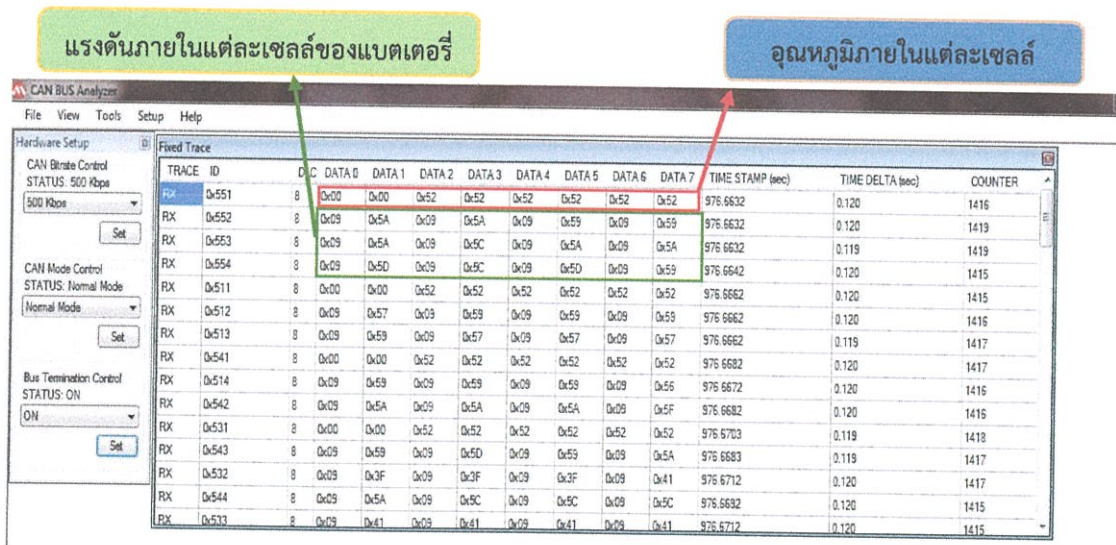 แรงดันภายในแต่ละเซลล์ของแบตเตอรี่
อุณหภูมิภายในแต่ละเซลล์
CAN BUS Analyzer
File View Tools Setup Help
Hardware Setup
CAN Bitrate Control
STATUS: 500 Kbps
500 Kbps
Set
CAN Mode Control
STATUS: Normal Mode
Normal Mode
Set
Bus Termination Control
STATUS: ON
ON
Set
Fixed Trace
TRACE ID DLC DATA 0 DATA 1 DATA 2 DATA 3 DATA 4 DATA 5 DATA 6 DATA 7 TIME STAMP (sec) TIME DELTA (sec) COUNTER
RX 0x551 8 0x00 0x00 0x52 0x52 0x52 0x52 0x52 0x52 976.6632 0.120 1416
RX 0x552 8 0x09 0x5A 0x09 0x5A 0x09 0x59 0x09 0x59 976.6632 0.120 1419
RX 0x553 8 0x09 0x5A 0x09 0x5C 0x09 0x5A 0x09 0x5A 976.6632 0.119 1419
RX 0x554 8 0x09 0x5D 0x09 0x5C 0x09 0x5D 0x09 0x59 976.6642 0.120 1415
RX 0x511 8 0x00 0x00 0x52 0x52 0x52 0x52 0x52 0x52 976.6662 0.120 1415
RX 0x512 8 0x09 0x57 0x09 0x59 0x09 0x59 0x09 0x59 976.6662 0.120 1416
RX 0x513 8 0x09 0x59 0x09 0x57 0x09 0x57 0x09 0x57 976.6662 0.119 1417
RX 0x541 8 0x00 0x00 0x52 0x52 0x52 0x52 0x52 0x52 976.6682 0.120 1417
RX 0x514 8 0x09 0x59 0x09 0x59 0x09 0x59 0x09 0x56 976.6672 0.120 1416
RX 0x542 8 0x09 0x5A 0x09 0x5A 0x09 0x5A 0x09 0x5F 976.6682 0.120 1416
RX 0x531 8 0x00 0x00 0x52 0x52 0x52 0x52 0x52 0x52 976.6703 0.119 1418
RX 0x543 8 0x09 0x59 0x09 0x5D 0x09 0x59 0x09 0x5A 976.6683 0.119 1417
RX 0x532 8 0x09 0x3F 0x09 0x3F 0x09 0x3F 0x09 0x41 976.6712 0.120 1417
RX 0x544 8 0x09 0x5A 0x09 0x5C 0x09 0x5C 0x09 0x5C 976.6692 0.120 1415
RX 0x533 8 0x09 0x41 0x09 0x41 0x09 0x41 0x09 0x41 976.6712 0.120 1415